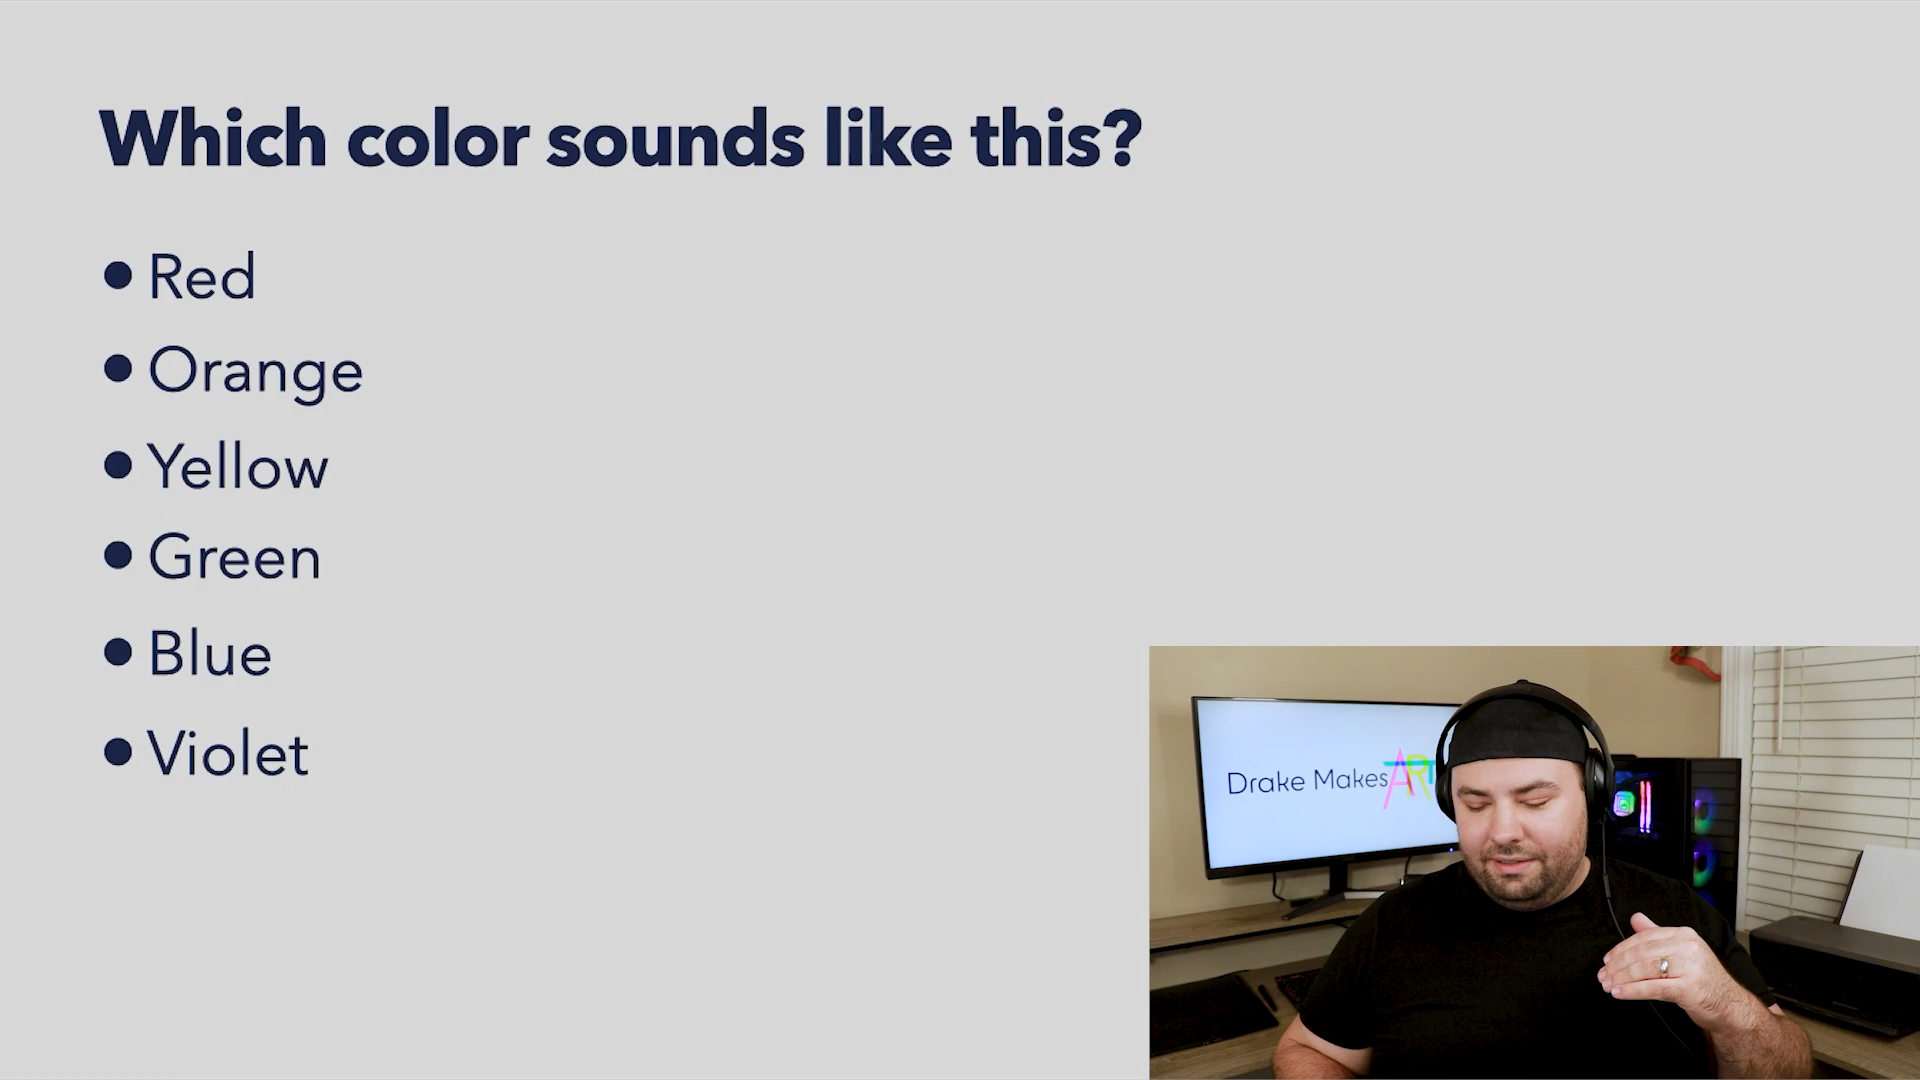 Which color sounds like this?
• Red
• Orange
• Yellow
• Green
• Blue
• Violet
Drake Makes ART